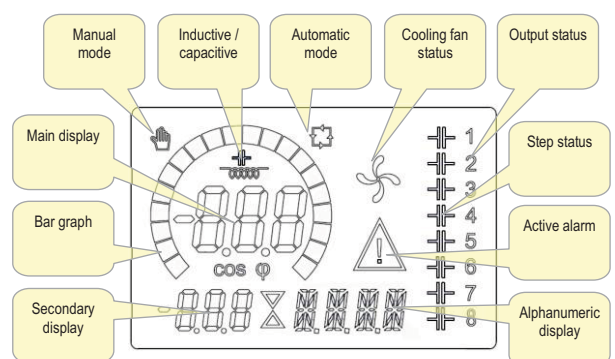 Manual
mode
Inductive /
capacitive
Automatic
mode
Cooling fan
status
Output status
Main display
Bar graph
Secondary
display
Step status
Active alarm
Alphanumeric
display
1
2
3
4
5
6
7
8
cos φ